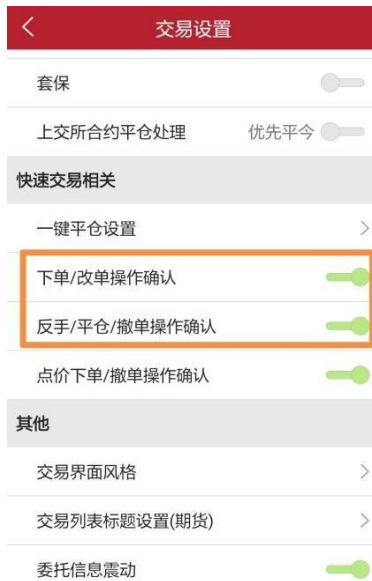 交易设置
套保
上交所合约平仓处理 优先平今
快速交易相关
一键平仓设置
下单/改单操作确认
反手/平仓/撤单操作确认
点价下单/撤单操作确认
其他
交易界面风格
交易列表标题设置(期货)
委托信息震动